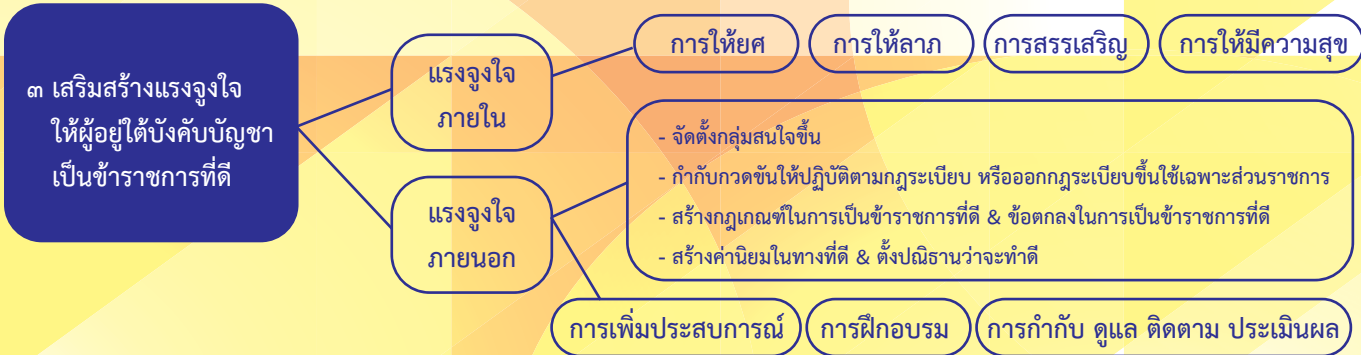 ๓ เสริมสร้างแรงจูงใจ
ให้ผู้อยู่ใต้บังคับบัญชา
เป็นข้าราชการที่ดี
แรงจูงใจ
ภายใน
การให้ยศ
การให้ลาภ
การสรรเสริญ
การให้มีความสุข
แรงจูงใจ
ภายนอก
- จัดตั้งกลุ่มสนใจขึ้น
- กำกับกวดขันให้ปฏิบัติตามกฎระเบียบ หรือออกกฎระเบียบขึ้นใช้เฉพาะส่วนราชการ
- สร้างกฎเกณฑ์ในการเป็นข้าราชการที่ดี & ข้อตกลงในการเป็นข้าราชการที่ดี
- สร้างค่านิยมในทางที่ดี & ตั้งปณิธานว่าจะทำดี
การเพิ่มประสบการณ์
การฝึกอบรม
การกำกับ ดูแล ติดตาม ประเมินผล